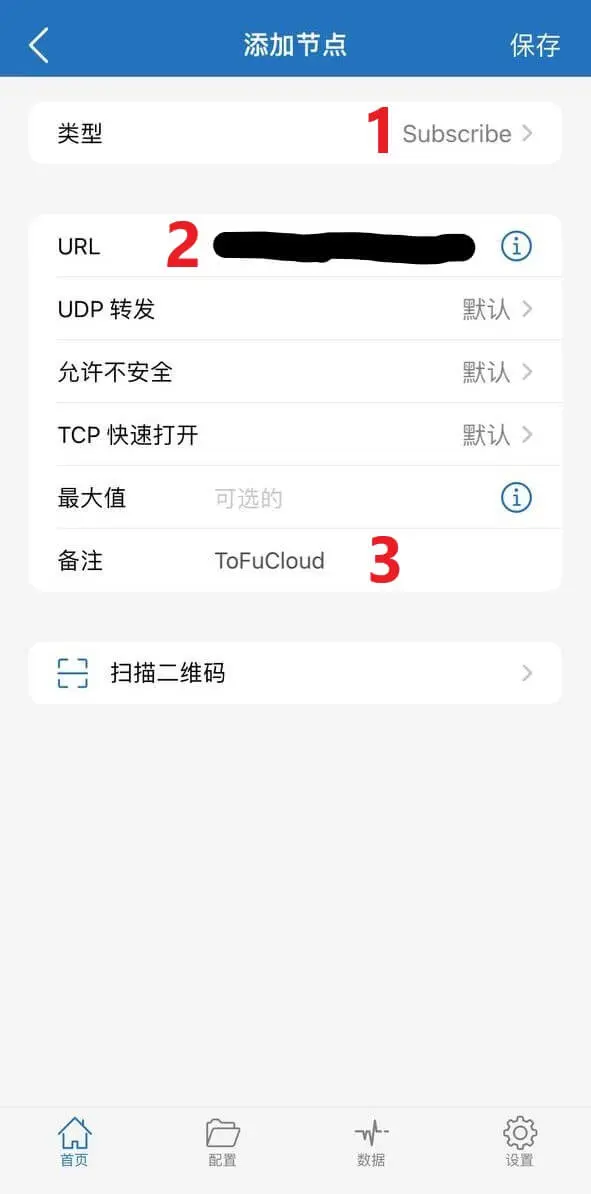 添加节点 保存
类型 1 Subscribe
URL 2
UDP 转发 默认
允许不安全 默认
TCP 快速打开 默认
最大值 可选的
备注 ToFuCloud 3
扫描二维码
首页 配置 数据 设置